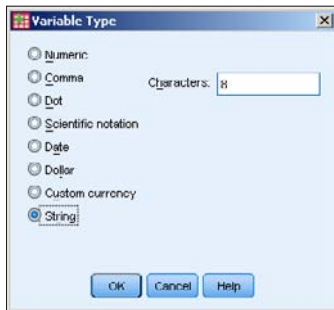 Variable Type
Numeric
Comma
Characters: 8
Dot
Scientific notation
Date
Dollar
Custom currency
String
OK Cancel Help